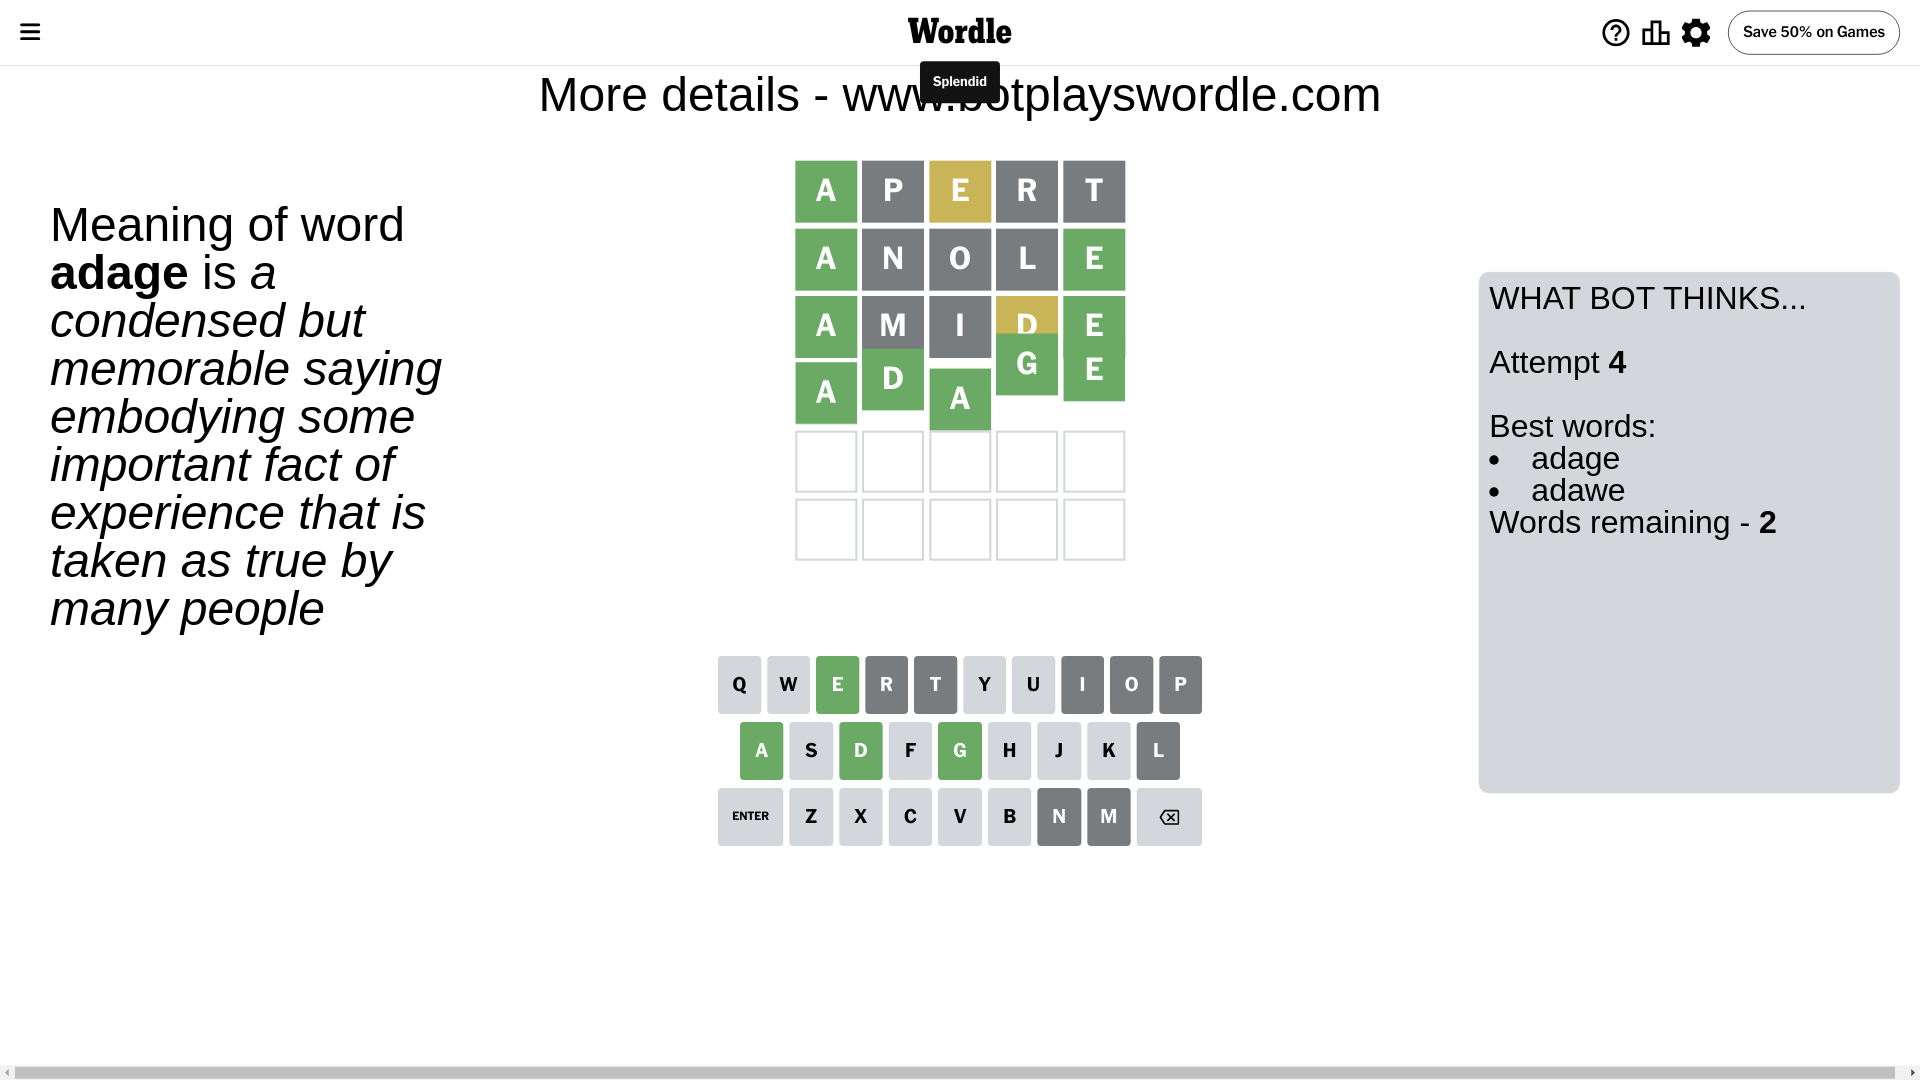 Wordle
Save 50% on Games
Splendid
More details - www.botplayswordle.com
Meaning of word
adage is a
condensed but
memorable saying
embodying some
important fact of
experience that is
taken as true by
many people
A P E R T
A N O L E
A M I D E
A D A G E
WHAT BOT THINKS...
Attempt 4
Best words:
• adage
• adawe
Words remaining - 2
Q W E R T Y U I O P
A S D F G H J K L
ENTER Z X C V B N M